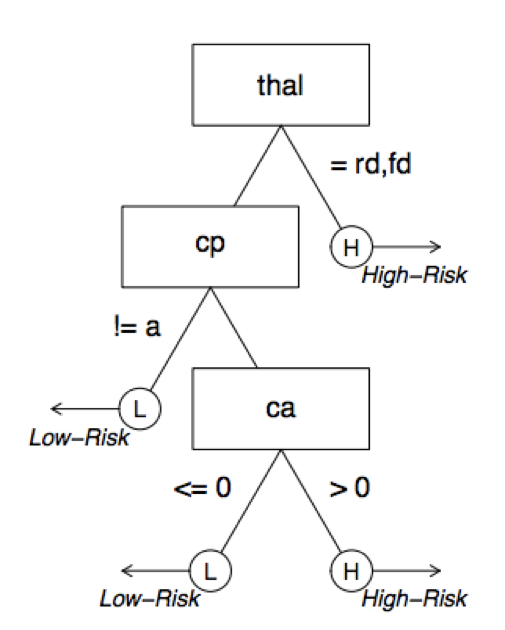 thal
= rd,fd
cp
H
High-Risk
!= a
L
Low-Risk
ca
<= 0
> 0
L
H
Low-Risk
High-Risk